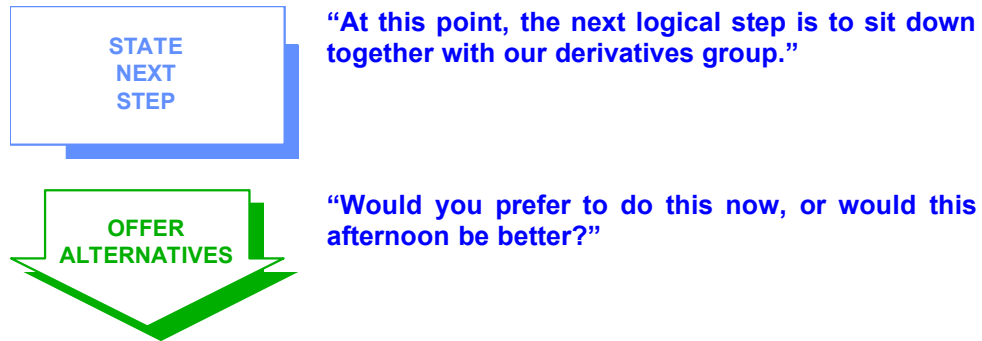 STATE
NEXT
STEP
“At this point, the next logical step is to sit down
together with our derivatives group.”
OFFER
ALTERNATIVES
“Would you prefer to do this now, or would this
afternoon be better?”